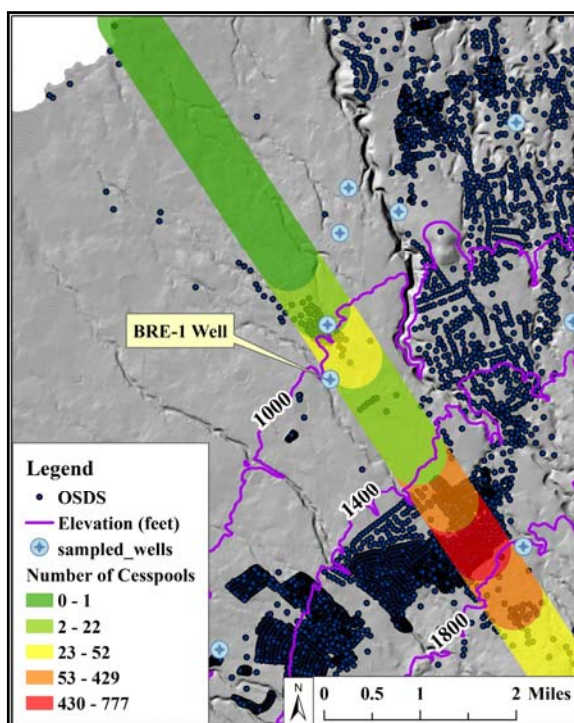 BRE-1 Well
1000
1400
1800
Legend
OSDS
Elevation (feet)
sampled_wells
Number of Cesspools
0 - 1
2 - 22
23 - 52
53 - 429
430 - 777
N
0 0.5 1 2 Miles